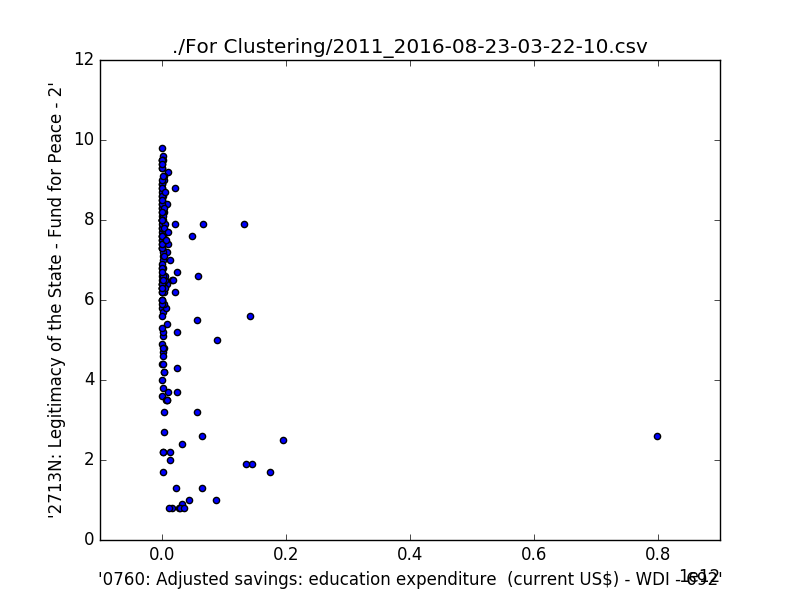 ./For Clustering/2011_2016-08-23-03-22-10.csv
12
10
8
6
4
2
0
'2713N: Legitimacy of the State - Fund for Peace - 2'
0.0 0.2 0.4 0.6 0.8
1e12
'0760: Adjusted savings: education expenditure (current US$) - WDI - 692'